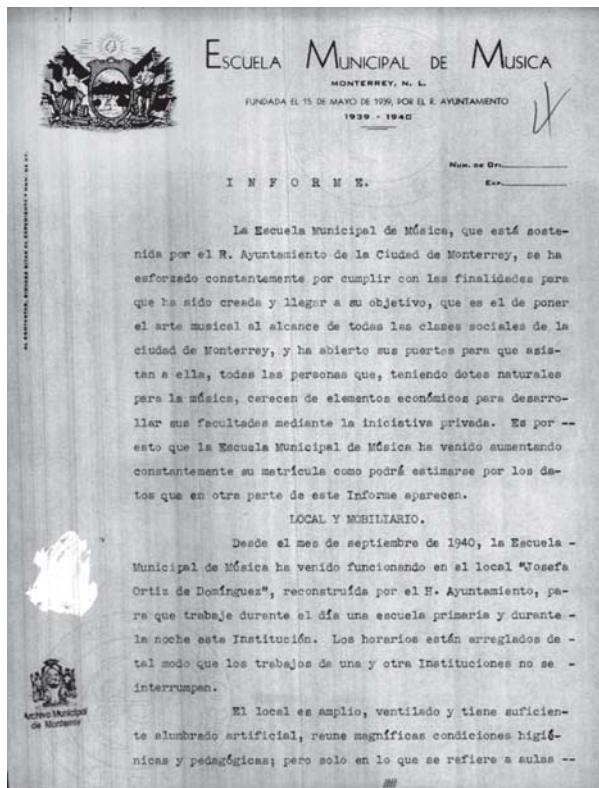 ESCUELA MUNICIPAL DE MUSICA
MONTERREY, N. L.
FUNDADA EL 15 DE MAYO DE 1939, POR EL R. AYUNTAMIENTO
1939 - 1940
NUM. DE OFI.
EXP.
I N F O R M E.
La Escuela Municipal de Música, que está soste-
nida por el R. Ayuntamiento de la Ciudad de Monterrey, se ha
esforzado constantemente por cumplir con las finalidades para
que ha sido creada y llegar a su objetivo, que es el de poner
el arte musical al alcance de todas las clases sociales de la
ciudad de Monterrey, y ha abierto sus puertas para que asis-
tan a ella, todas las personas que, teniendo dotes naturales
para la música, carecen de elementos económicos para desarro-
llar sus facultades mediante la iniciativa privada. Es por --
esto que la Escuela Municipal de Música ha venido aumentando
constantemente su matrícula como podrá estimarse por los da-
tos que en otra parte de este Informe aparecen.
LOCAL Y MOBILIARIO.
Desde el mes de septiembre de 1940, la Escuela -
Municipal de Música ha venido funcionando en el local "Josefa
Ortiz de Domínguez", reconstruída por el H. Ayuntamiento, pa-
ra que trabaje durante el día una escuela primaria y durante -
la noche esta Institución. Los horarios están arreglados de -
tal modo que los trabajos de una y otra Instituciones no se -
interrumpan.
El local es amplio, ventilado y tiene suficien-
te alumbrado artificial, reune magníficas condiciones higié-
nicas y pedagógicas; pero solo en lo que se refiere a aulas --
AL CONTESTAR, SIRVASE CITAR EL EXPEDIENTE Y NUM. DE OF.
Archivo Municipal
de Monterrey